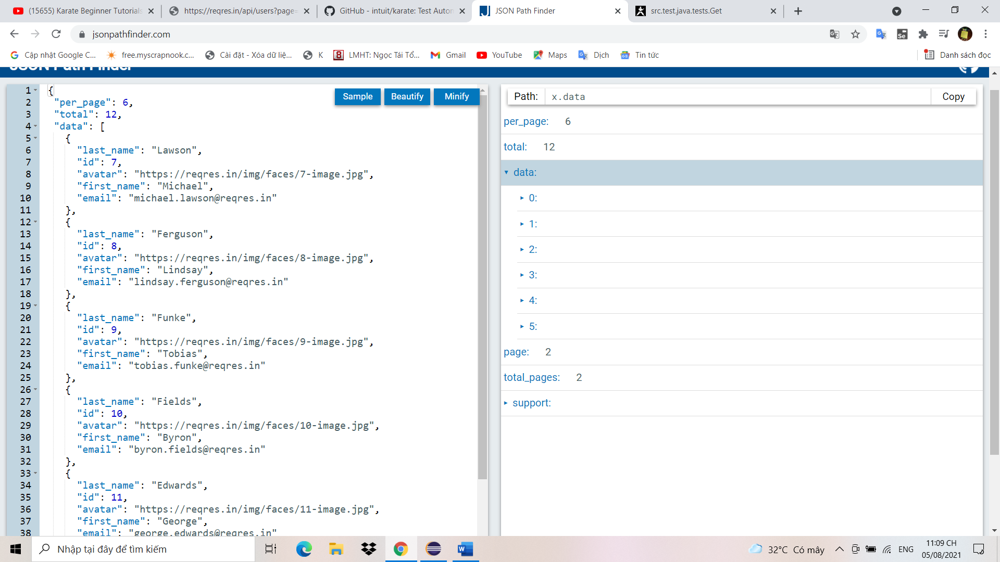 (15655) Karate Beginner Tutorials
https://reqres.in/api/users?page=
GitHub - intuit/karate: Test Auton
JSON Path Finder
src.test.java.tests.Get
jsonpathfinder.com
Cập nhật Google C...
free.myscrapnook.c...
Cài đặt - Xóa dữ liệ...
K
LMHT: Ngọc Tái Tổ...
Gmail
YouTube
Maps
Dịch
Tin tức
Danh sách đọc
JSON Path Finder
Sample
Beautify
Minify
1 {
2 "per_page": 6,
3 "total": 12,
4 "data": [
5 {
6 "last_name": "Lawson",
7 "id": 7,
8 "avatar": "https://reqres.in/img/faces/7-image.jpg",
9 "first_name": "Michael",
10 "email": "michael.lawson@reqres.in"
11 },
12 {
13 "last_name": "Ferguson",
14 "id": 8,
15 "avatar": "https://reqres.in/img/faces/8-image.jpg",
16 "first_name": "Lindsay",
17 "email": "lindsay.ferguson@reqres.in"
18 },
19 {
20 "last_name": "Funke",
21 "id": 9,
22 "avatar": "https://reqres.in/img/faces/9-image.jpg",
23 "first_name": "Tobias",
24 "email": "tobias.funke@reqres.in"
25 },
26 {
27 "last_name": "Fields",
28 "id": 10,
29 "avatar": "https://reqres.in/img/faces/10-image.jpg",
30 "first_name": "Byron",
31 "email": "byron.fields@reqres.in"
32 },
33 {
34 "last_name": "Edwards",
35 "id": 11,
36 "avatar": "https://reqres.in/img/faces/11-image.jpg",
37 "first_name": "George",
38 "email": "george.edwards@reqres.in"
Path: x.data Copy
per_page: 6
total: 12
data:
0:
1:
2:
3:
4:
5:
page: 2
total_pages: 2
support:
Nhập tại đây để tìm kiếm
32°C Có mây
ENG
11:09 CH
05/08/2021